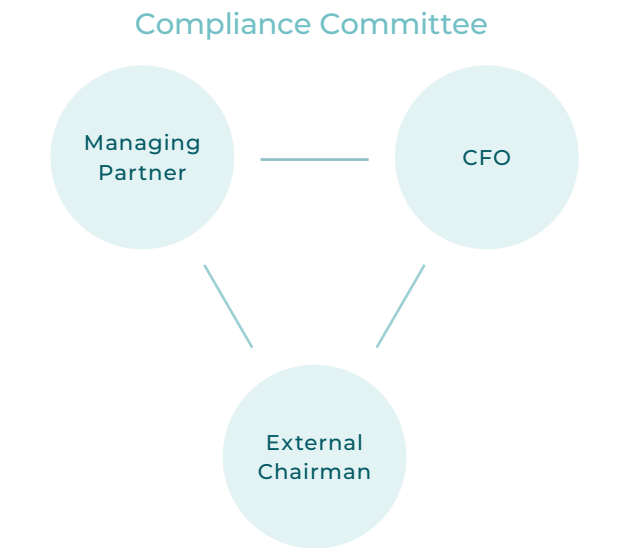 Compliance Committee
Managing
Partner
CFO
External
Chairman